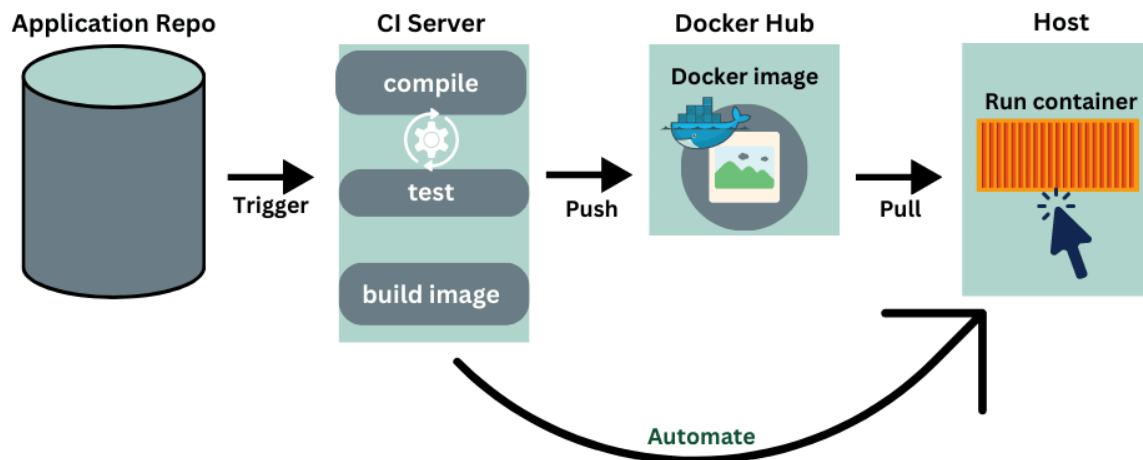 Application Repo
CI Server
Docker Hub
Host
compile
test
build image
Docker image
Run container
Trigger
Push
Pull
Automate